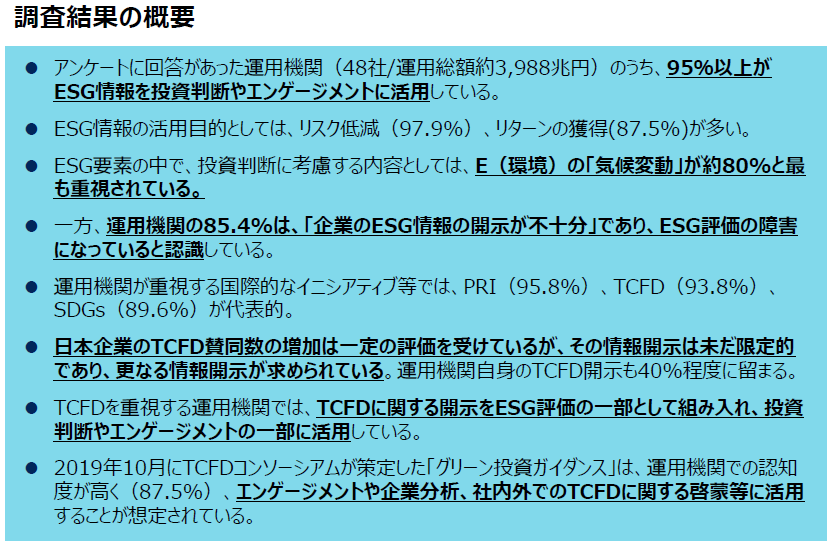 調査結果の概要
● アンケートに回答があった運用機関（48社/運用総額約3,988兆円）のうち、95%以上が
ESG情報を投資判断やエンゲージメントに活用している。
● ESG情報の活用目的としては、リスク低減（97.9%）、リターンの獲得(87.5%)が多い。
● ESG要素の中で、投資判断に考慮する内容としては、E（環境）の「気候変動」が約80%と最
も重視されている。
● 一方、運用機関の85.4%は、「企業のESG情報の開示が不十分」であり、ESG評価の障害
になっていると認識している。
● 運用機関が重視する国際的なイニシアティブ等では、PRI（95.8%）、TCFD（93.8%）、
SDGs（89.6%）が代表的。
● 日本企業のTCFD賛同数の増加は一定の評価を受けているが、その情報開示は未だ限定的
であり、更なる情報開示が求められている。運用機関自身のTCFD開示も40%程度に留まる。
● TCFDを重視する運用機関では、TCFDに関する開示をESG評価の一部として組み入れ、投資
判断やエンゲージメントの一部に活用している。
● 2019年10月にTCFDコンソーシアムが策定した「グリーン投資ガイダンス」は、運用機関での認知
度が高く（87.5%）、エンゲージメントや企業分析、社内外でのTCFDに関する啓蒙等に活用
することが想定されている。